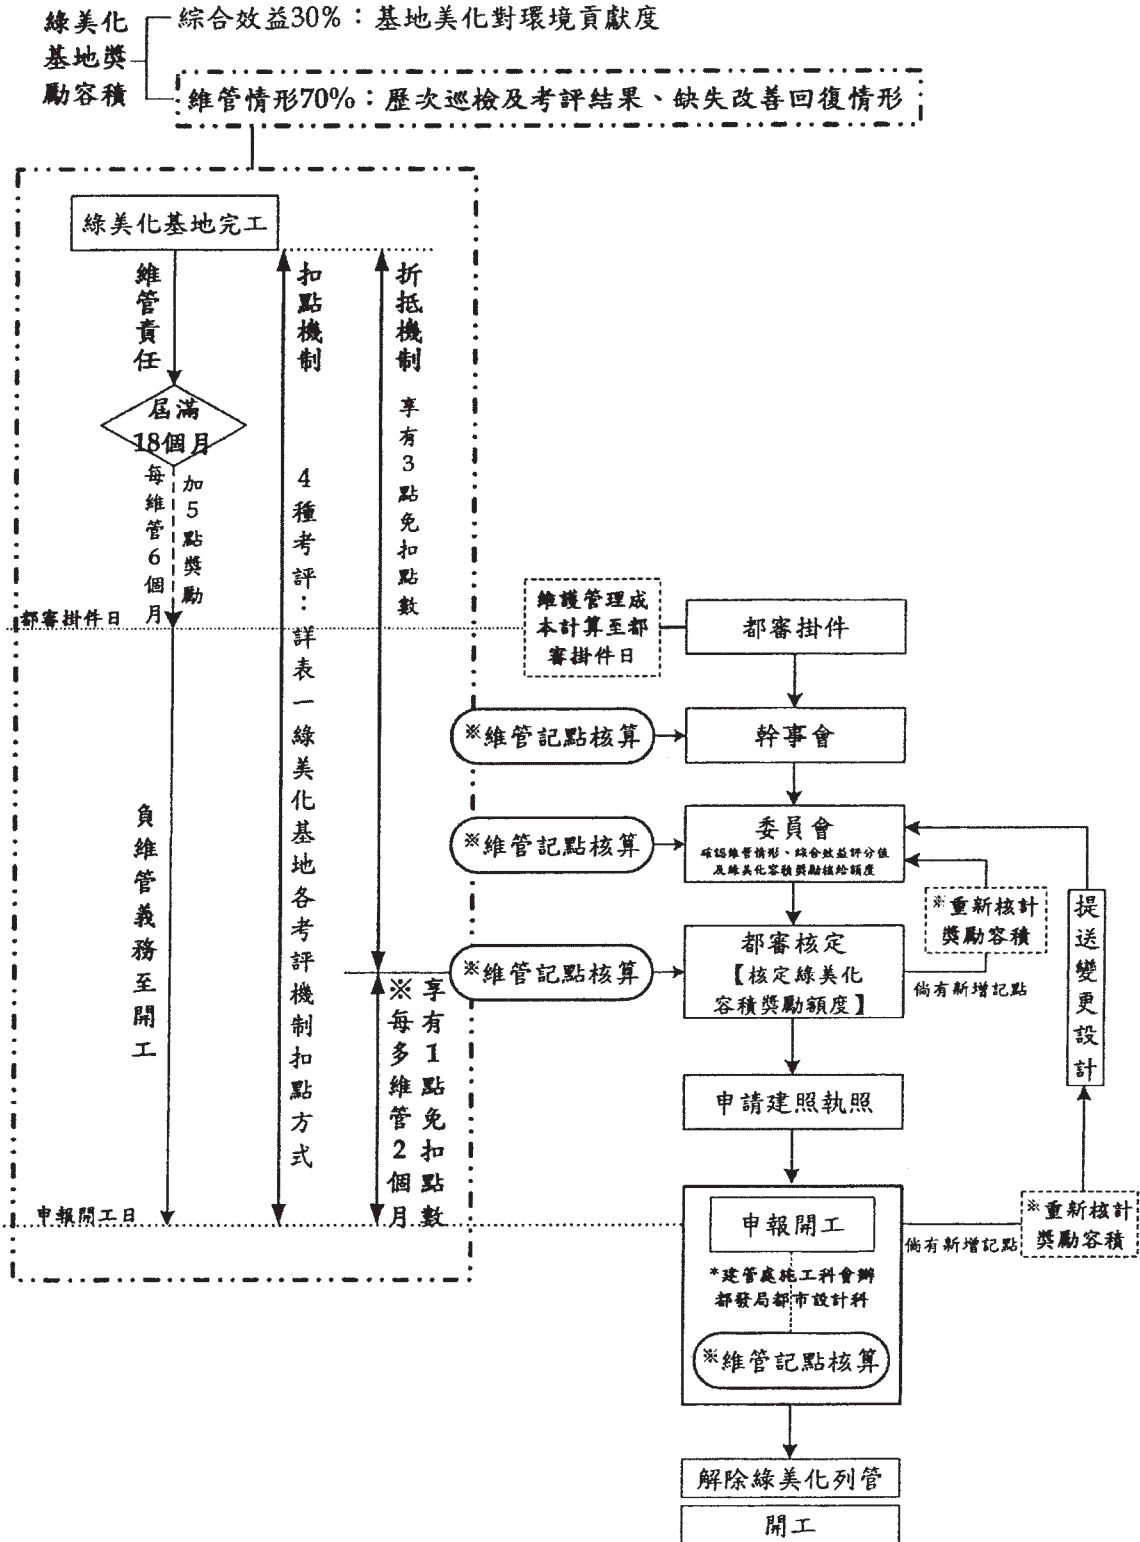 綠美化
基地獎
勵容積
綜合效益30%：基地美化對環境貢獻度
維管情形70%：歷次巡檢及考評結果、缺失改善回復情形
綠美化基地完工
維管責任
扣點機制
折抵機制
屆滿
18個月
享有3點免扣點數
每維管6個月
加5點獎勵
4種考評：詳表一綠美化基地各考評機制扣點方式
都審掛件日
維護管理成
本計算至都
審掛件日
都審掛件
※維管記點核算
幹事會
※維管記點核算
委員會
確認維管情形、綜合效益評分值
及綠美化容積獎勵核給額度
※重新核計
獎勵容積
提送變更設計
負維管義務至開工
※維管記點核算
都審核定
【核定綠美化
容積獎勵額度】
倘有新增記點
※每多維管2個月
享有1點免扣點數
申請建照執照
申報開工日
申報開工
倘有新增記點
※重新核計
獎勵容積
*建管處施工科會辦
都發局都市設計科
※維管記點核算
解除綠美化列管
開工